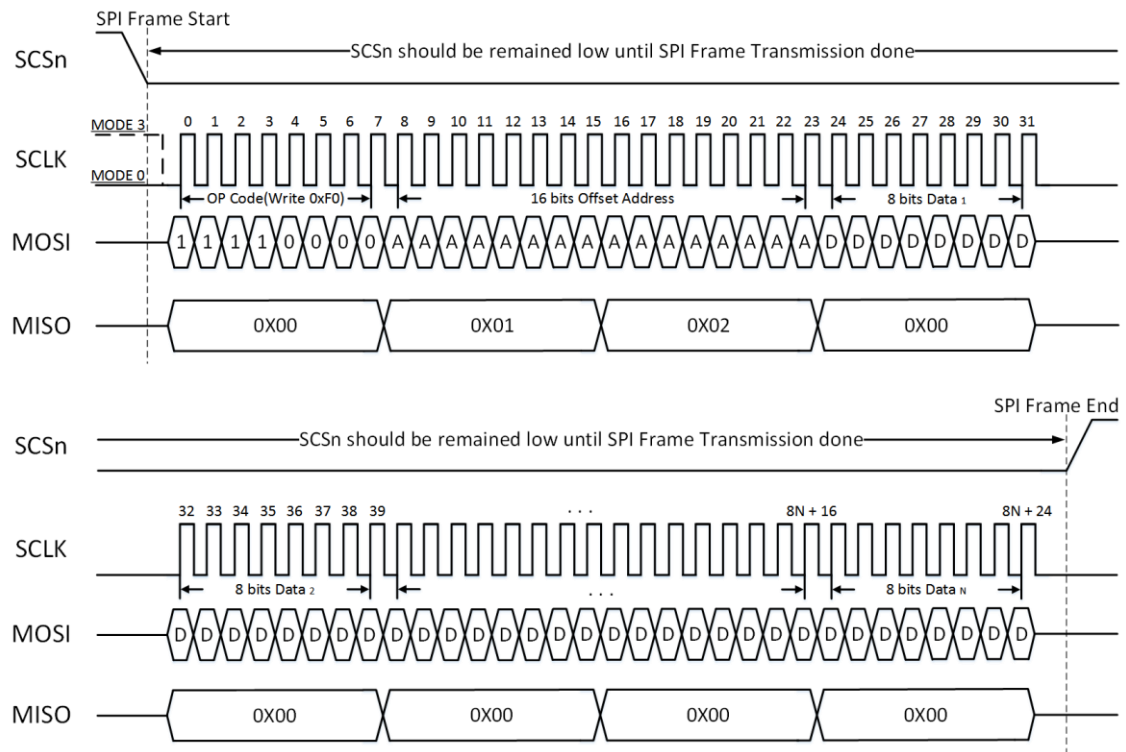 SPI Frame Start
SCSn
SCSn should be remained low until SPI Frame Transmission done
MODE 3
0 1 2 3 4 5 6 7 8 9 10 11 12 13 14 15 16 17 18 19 20 21 22 23 24 25 26 27 28 29 30 31
SCLK
MODE 0
OP Code(Write 0xF0) 16 bits Offset Address 8 bits Data 1
MOSI 1 1 1 1 0 0 0 0 A A A A A A A A A A A A A A A A D D D D D D D D
MISO 0X00 0X01 0X02 0X00
SPI Frame End
SCSn
SCSn should be remained low until SPI Frame Transmission done
32 33 34 35 36 37 38 39 . . . 8N + 16 8N + 24
SCLK
8 bits Data 2 . . . 8 bits Data N
MOSI D D D D D D D D D D D D D D D D D D D D D D D D D D D D D D D D
MISO 0X00 0X00 0X00 0X00